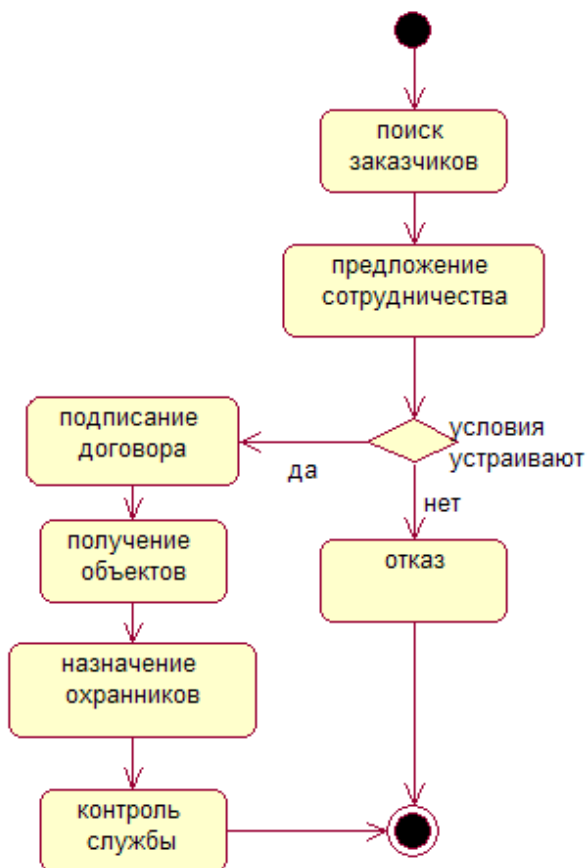 поиск
заказчиков
предложение
сотрудничества
условия
устраивают
да
нет
подписание
договора
получение
объектов
отказ
назначение
охранников
контроль
службы